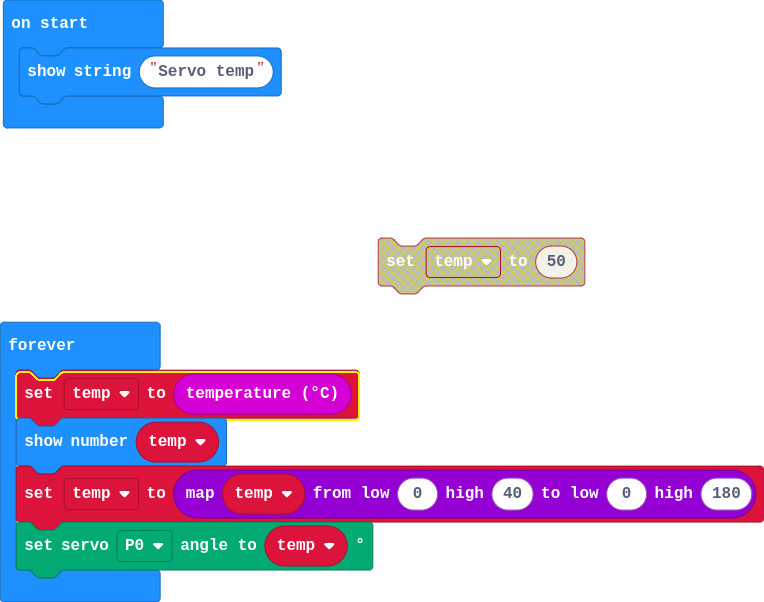 on start
show string "Servo temp"
set temp to 50
forever
set temp to temperature (°C)
show number temp
set temp to map temp from low 0 high 40 to low 0 high 180
set servo P0 angle to temp °